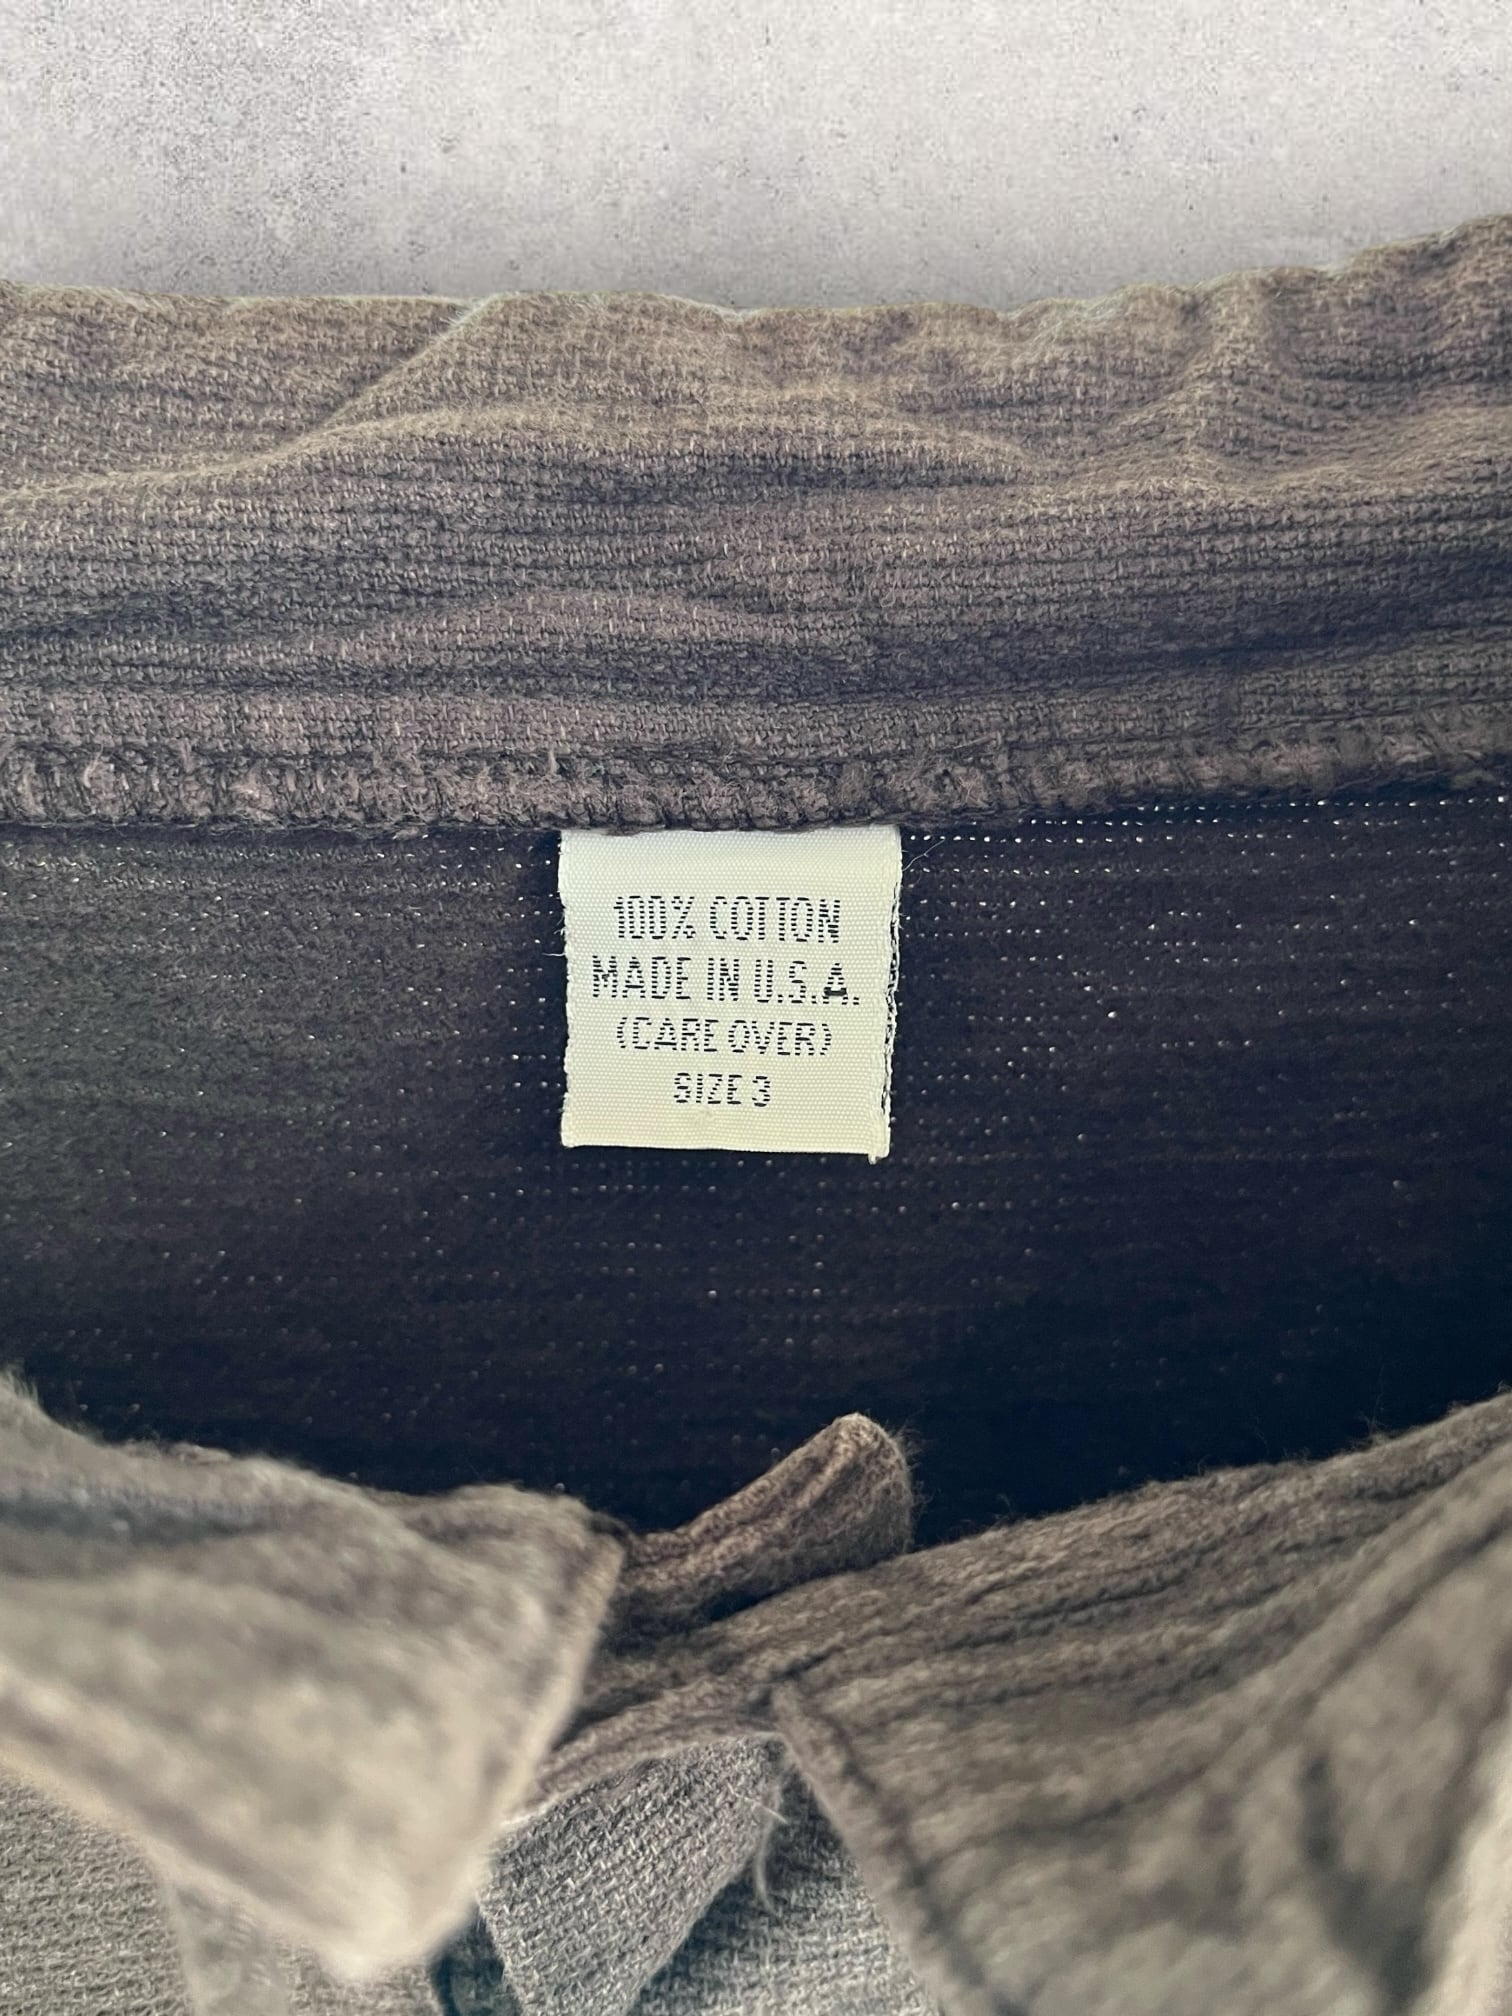 100% COTTON
MADE IN U.S.A.
(CARE OVER)
SIZE 3